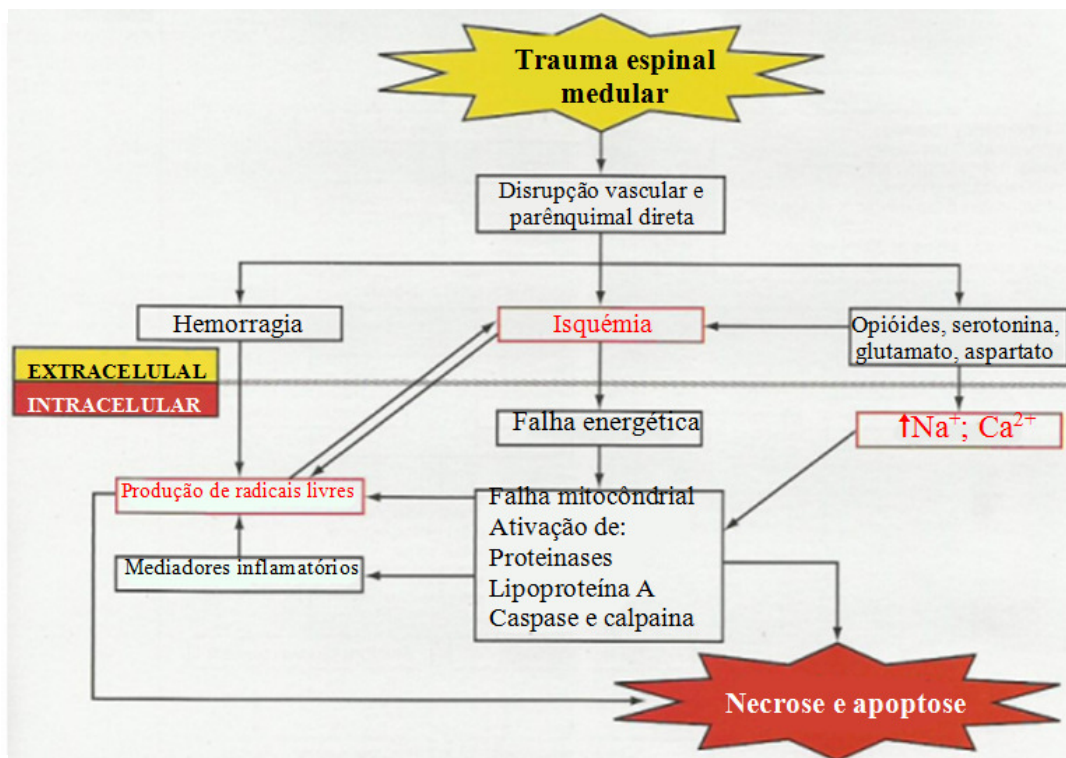 Trauma espinal
medular
Disrupção vascular e
parênquimal direta
Hemorragia
Isquémia
Opióides, serotonina,
glutamato, aspartato
EXTRACELULAL
INTRACELULAR
Falha energética
↑Na⁺; Ca²⁺
Produção de radicais livres
Falha mitocôndrial
Ativação de:
Proteinases
Lipoproteína A
Caspase e calpaina
Mediadores inflamatórios
Necrose e apoptose